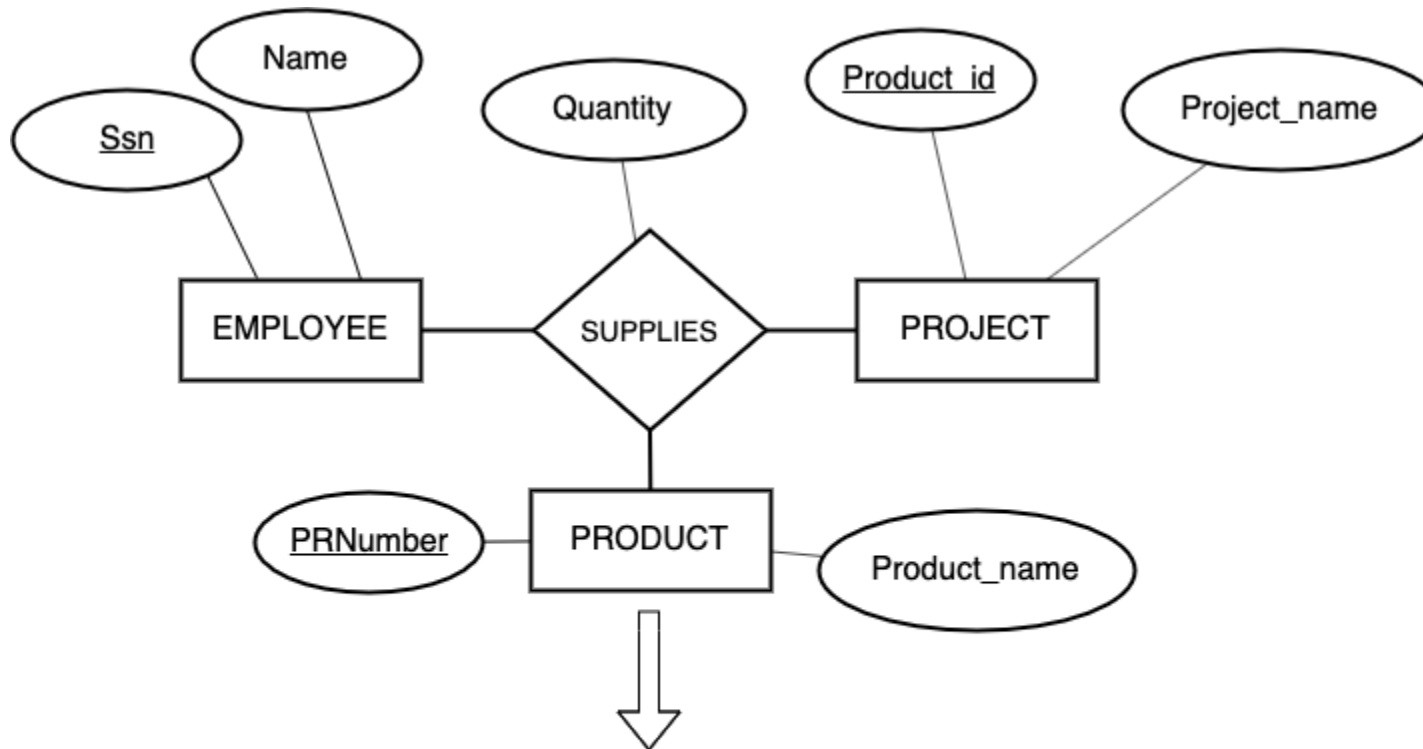 Name
Ssn
Quantity
Product_id
Project_name
EMPLOYEE
SUPPLIES
PROJECT
PRNumber
PRODUCT
Product_name